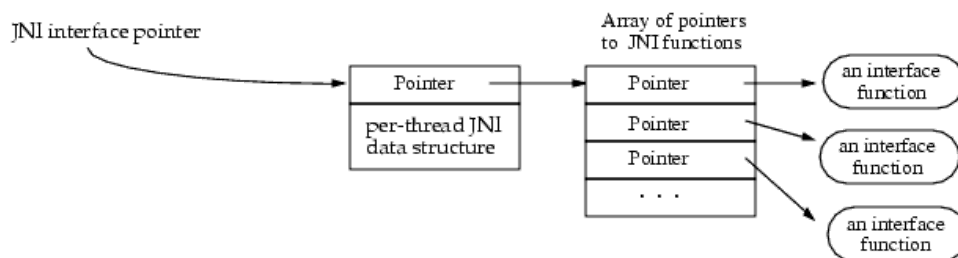 JNI interface pointer
Array of pointers
to JNI functions
Pointer
per-thread JNI
data structure
Pointer
Pointer
Pointer
. . .
an interface
function
an interface
function
an interface
function